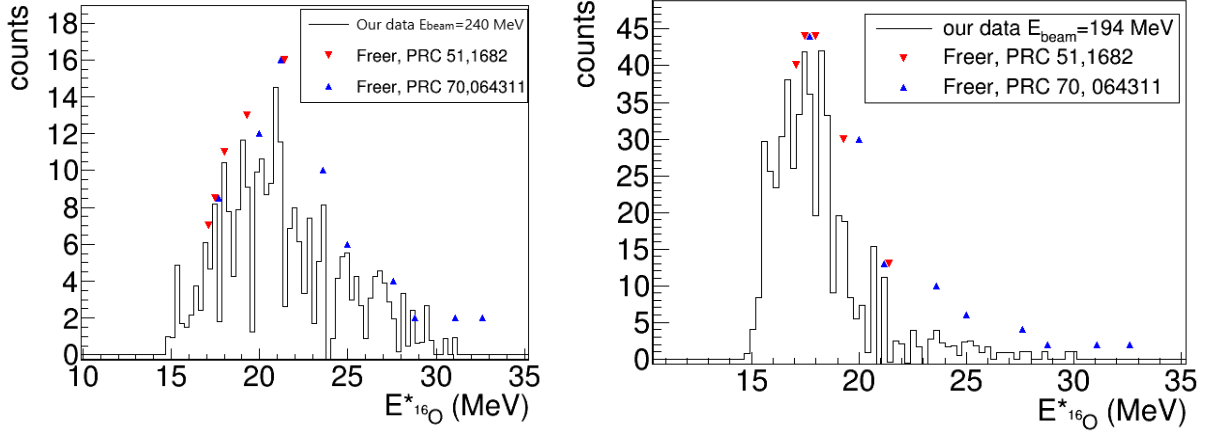 counts
18
16
14
12
10
8
6
4
2
0
Our data Ebeam=240 MeV
Freer, PRC 51,1682
Freer, PRC 70,064311
10 15 20 25 30 35
E*16O (MeV)
counts
45
40
35
30
25
20
15
10
5
0
our data Ebeam=194 MeV
Freer, PRC 51,1682
Freer, PRC 70, 064311
15 20 25 30 35
E*16O (MeV)